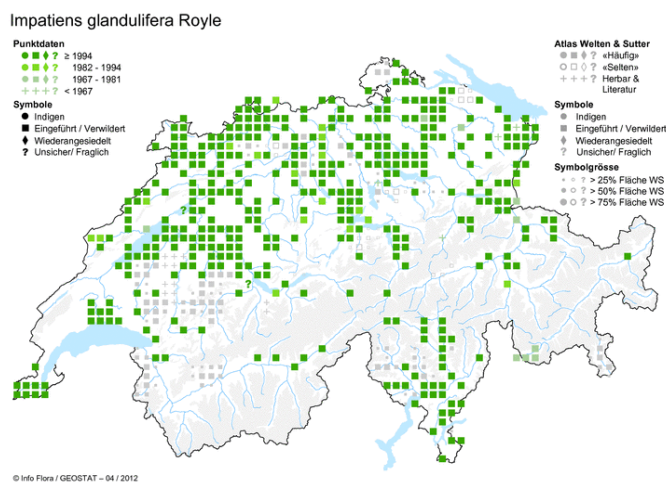 Impatiens glandulifera Royle
Punktdaten
? ≥ 1994
? 1982 - 1994
? 1967 - 1981
< 1967
Symbole
Indigen
Eingeführt / Verwildert
Wiederangesiedelt
? Unsicher/ Fraglich
Atlas Welten & Sutter
? «Häufig»
? «Selten»
Herbar &
Literatur
Symbole
Indigen
Eingeführt / Verwildert
Wiederangesiedelt
? Unsicher/ Fraglich
Symbolgrösse
? > 25% Fläche WS
? > 50% Fläche WS
? > 75% Fläche WS
?
?
© Info Flora / GEOSTAT – 04 / 2012